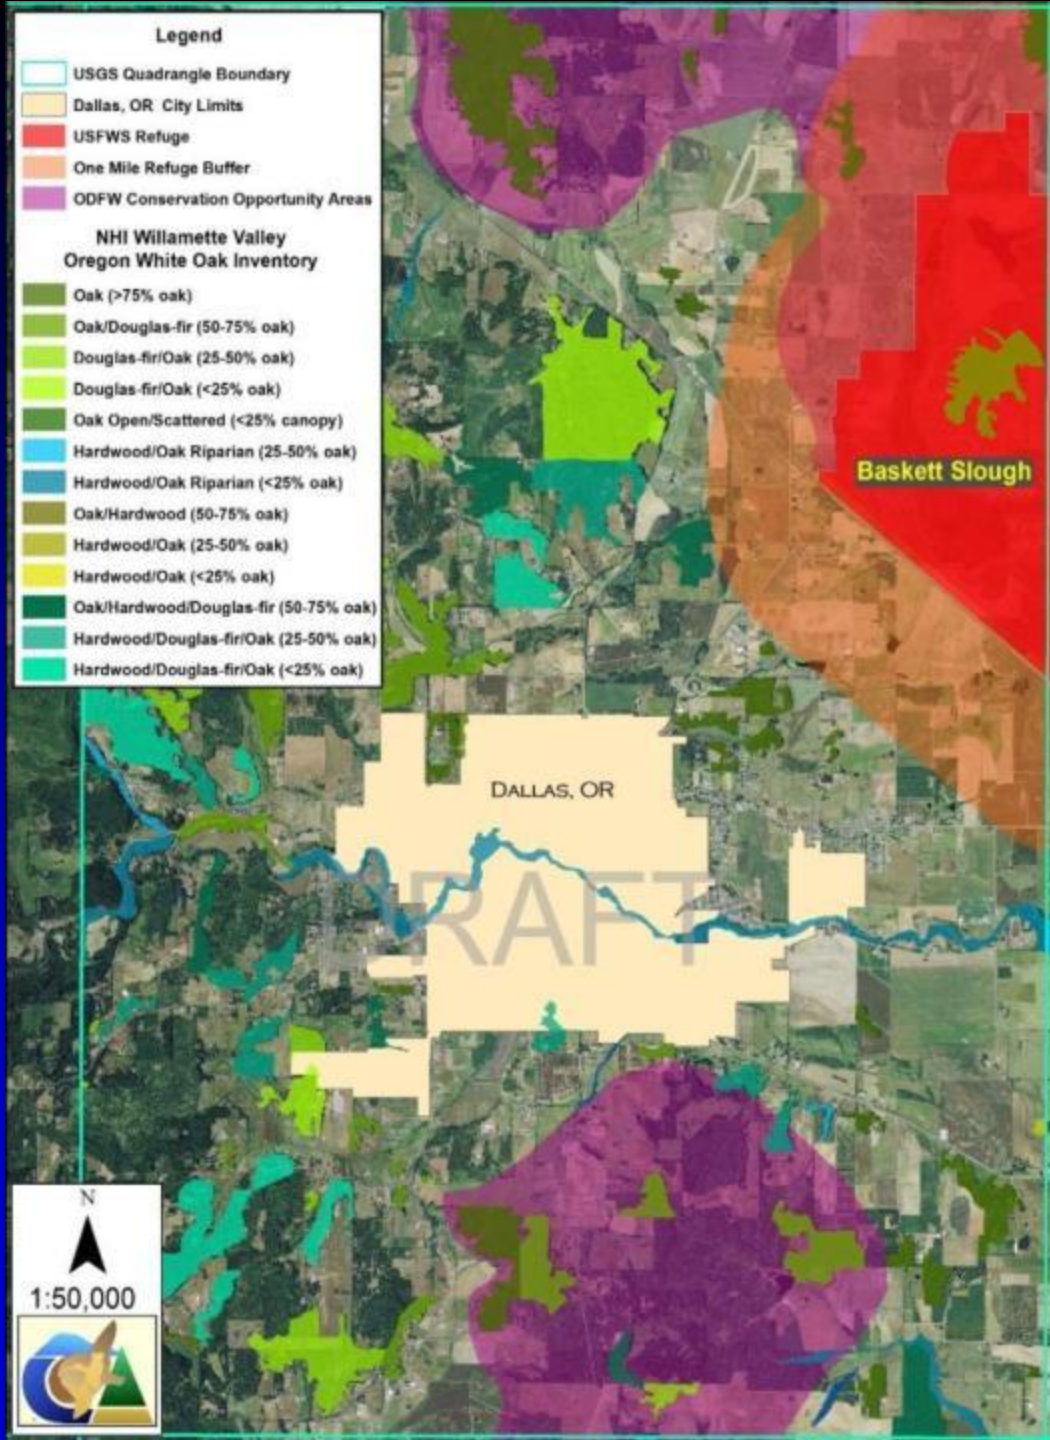 Legend
USGS Quadrangle Boundary
Dallas, OR City Limits
USFWS Refuge
One Mile Refuge Buffer
ODFW Conservation Opportunity Areas
NHI Willamette Valley
Oregon White Oak Inventory
Oak (>75% oak)
Oak/Douglas-fir (50-75% oak)
Douglas-fir/Oak (25-50% oak)
Douglas-fir/Oak (<25% oak)
Oak Open/Scattered (<25% canopy)
Hardwood/Oak Riparian (25-50% oak)
Hardwood/Oak Riparian (<25% oak)
Oak/Hardwood (50-75% oak)
Hardwood/Oak (25-50% oak)
Hardwood/Oak (<25% oak)
Oak/Hardwood/Douglas-fir (50-75% oak)
Hardwood/Douglas-fir/Oak (25-50% oak)
Hardwood/Douglas-fir/Oak (<25% oak)
Baskett Slough
DALLAS, OR
DRAFT
N
1:50,000